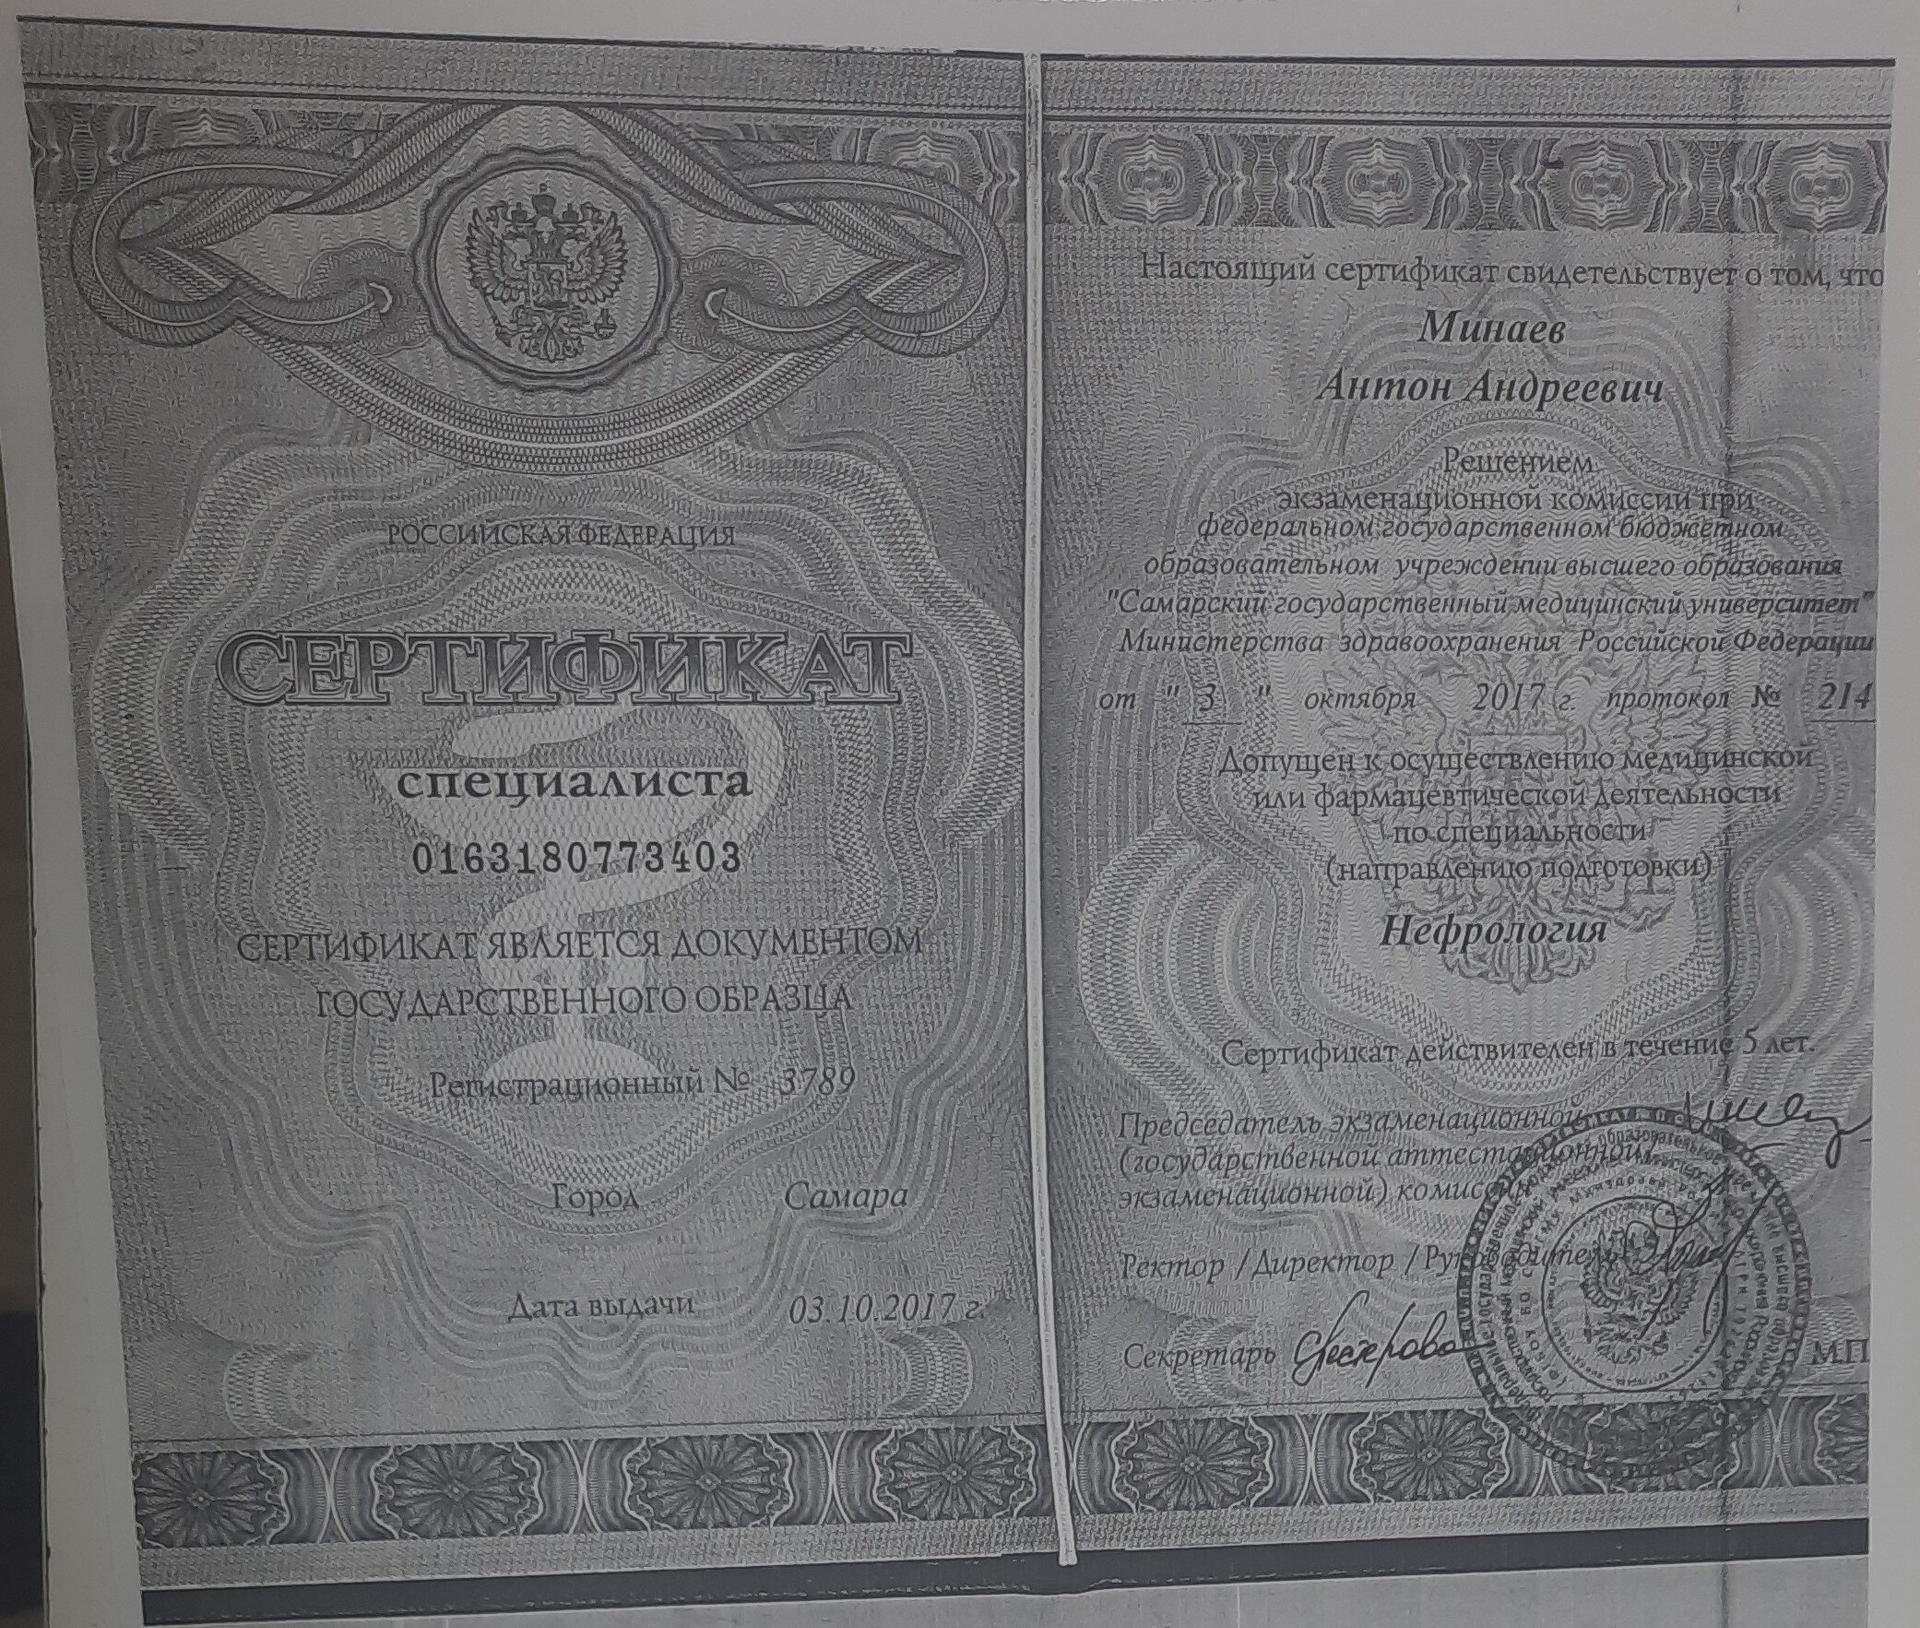 РОССИЙСКАЯ ФЕДЕРАЦИЯ
СЕРТИФИКАТ
специалиста
0163180773403
СЕРТИФИКАТ ЯВЛЯЕТСЯ ДОКУМЕНТОМ
ГОСУДАРСТВЕННОГО ОБРАЗЦА
Регистрационный № 3789
Город Самара
Дата выдачи 03.10.2017 г.
Настоящий сертификат свидетельствует о том, что
Минаев
Антон Андреевич
Решением
экзаменационной комиссии при
федеральном государственном бюджетном
образовательном учреждении высшего образования
"Самарский государственный медицинский университет"
Министерства здравоохранения Российской Федерации
от " 3 " октября 2017 г. протокол № 214
Допущен к осуществлению медицинской
или фармацевтической деятельности
по специальности
(направлению подготовки)
Нефрология
Сертификат действителен в течение 5 лет.
Председатель экзаменационной
(государственной аттестационной,
экзаменационной) комиссии
Ректор / Директор / Руководитель
Секретарь
МП